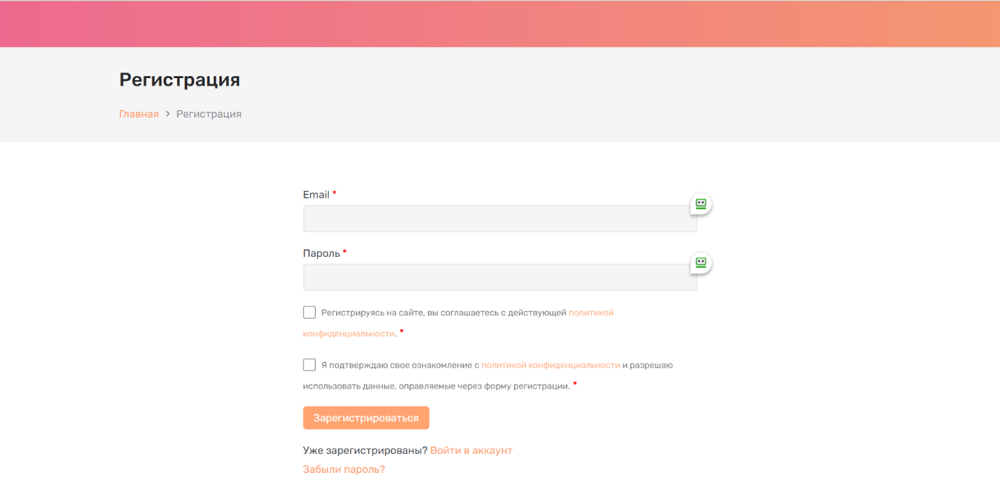 Регистрация
Главная > Регистрация
Email *
Пароль *
Регистрируясь на сайте, вы соглашаетесь с действующей политикой
конфиденциальности. *
Я подтверждаю свое ознакомление с политикой конфиденциальности и разрешаю
использовать данные, оправляемые через форму регистрации. *
Зарегистрироваться
Уже зарегистрированы? Войти в аккаунт
Забыли пароль?